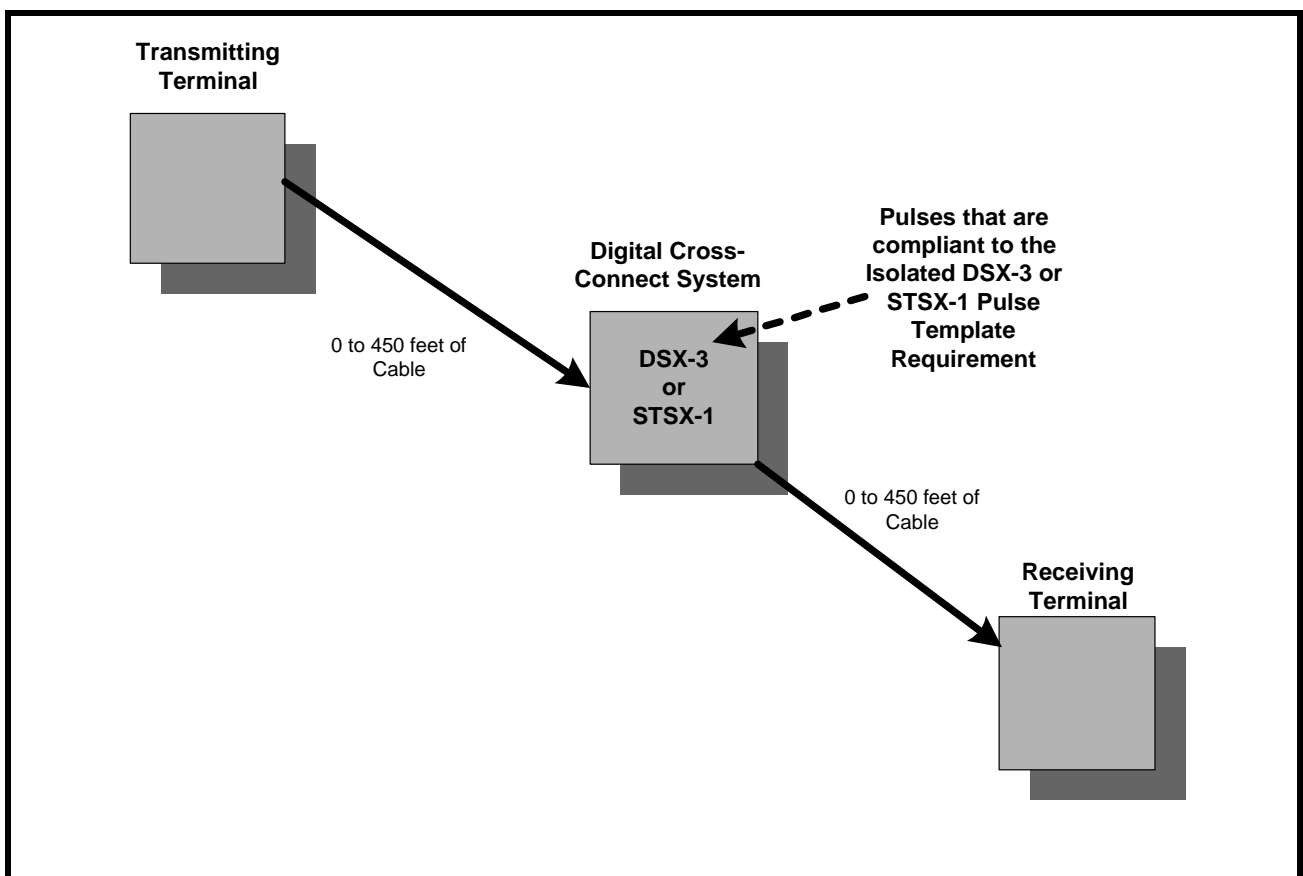 Transmitting
Terminal
Pulses that are
compliant to the
Isolated DSX-3 or
STSX-1 Pulse
Template
Requirement
Digital Cross-
Connect System
0 to 450 feet of
Cable
DSX-3
or
STSX-1
0 to 450 feet of
Cable
Receiving
Terminal